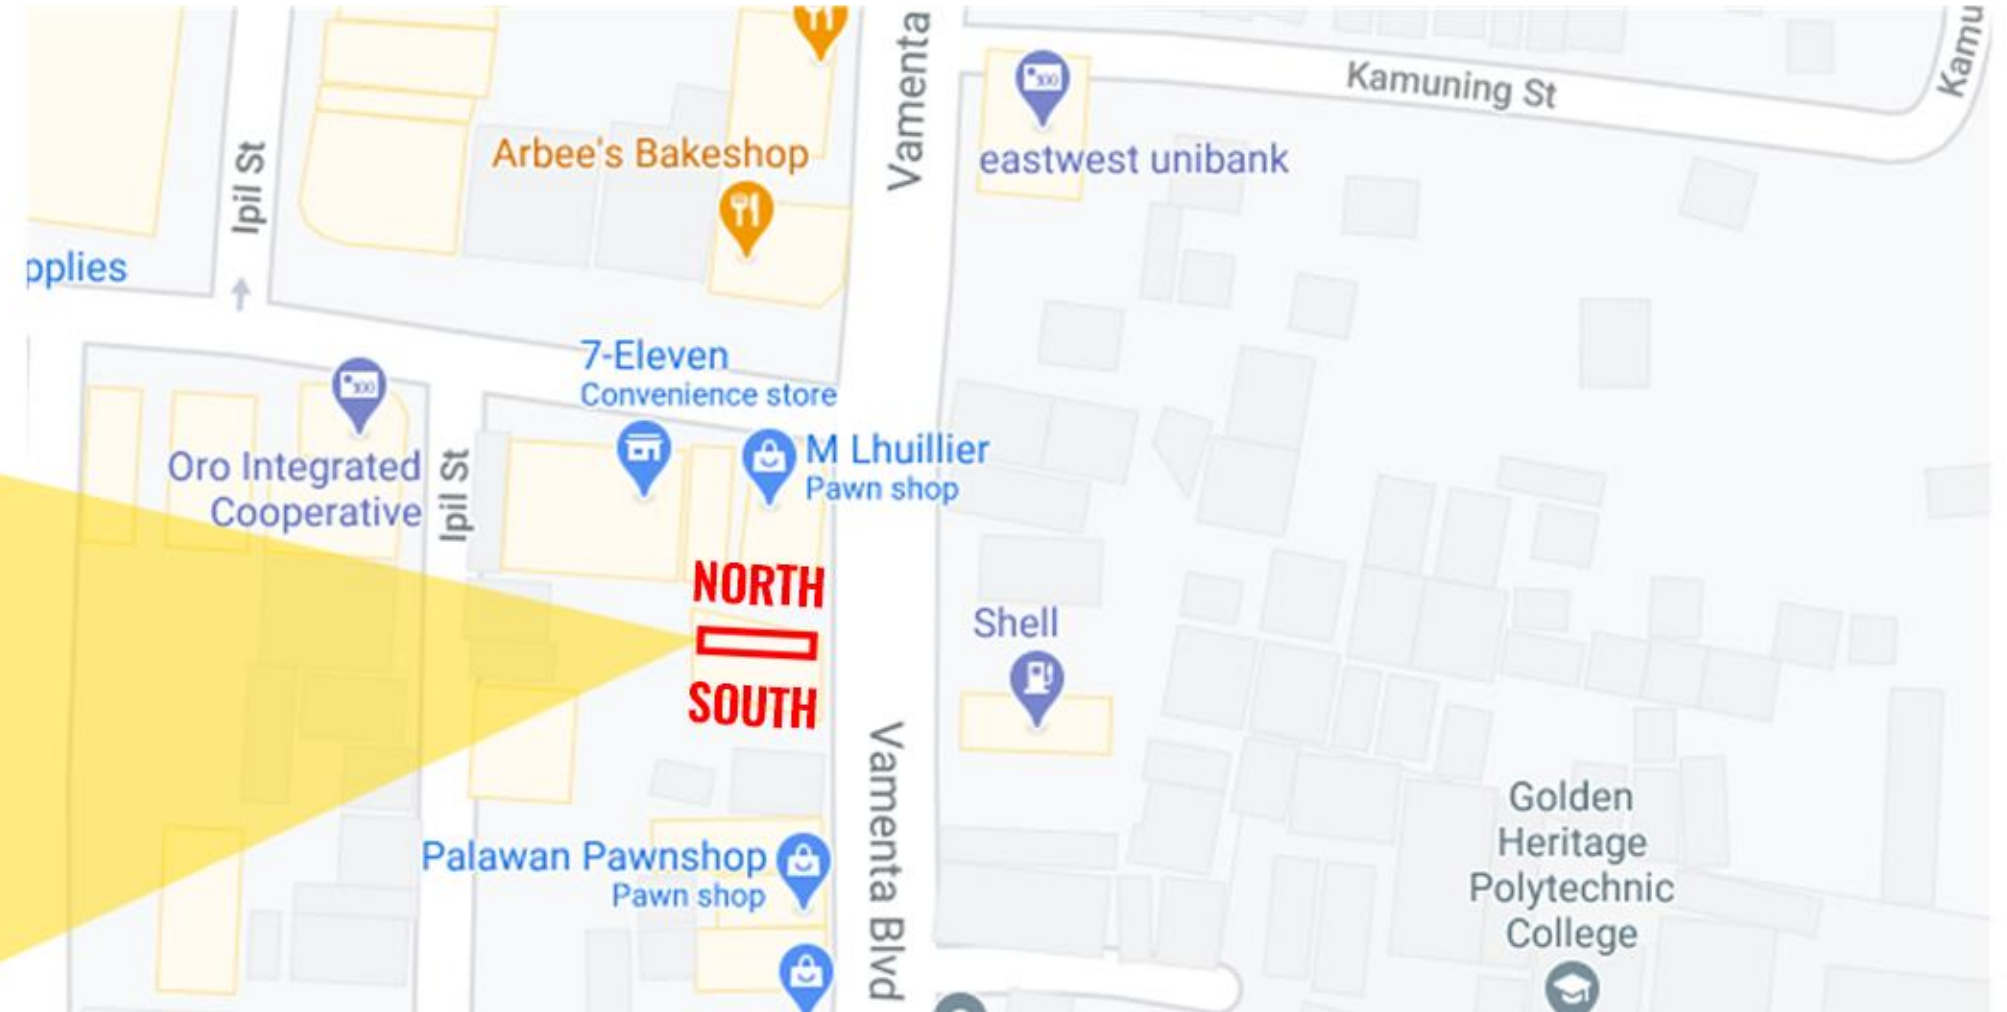 Vamenta
Kamuning St
Kamu
eastwest unibank
Arbee's Bakeshop
Ipil St
pplies
7-Eleven
Convenience store
M Lhuillier
Pawn shop
Oro Integrated
Cooperative
Ipil St
NORTH
SOUTH
Shell
Vamenta Blvd
Palawan Pawnshop
Pawn shop
Golden
Heritage
Polytechnic
College